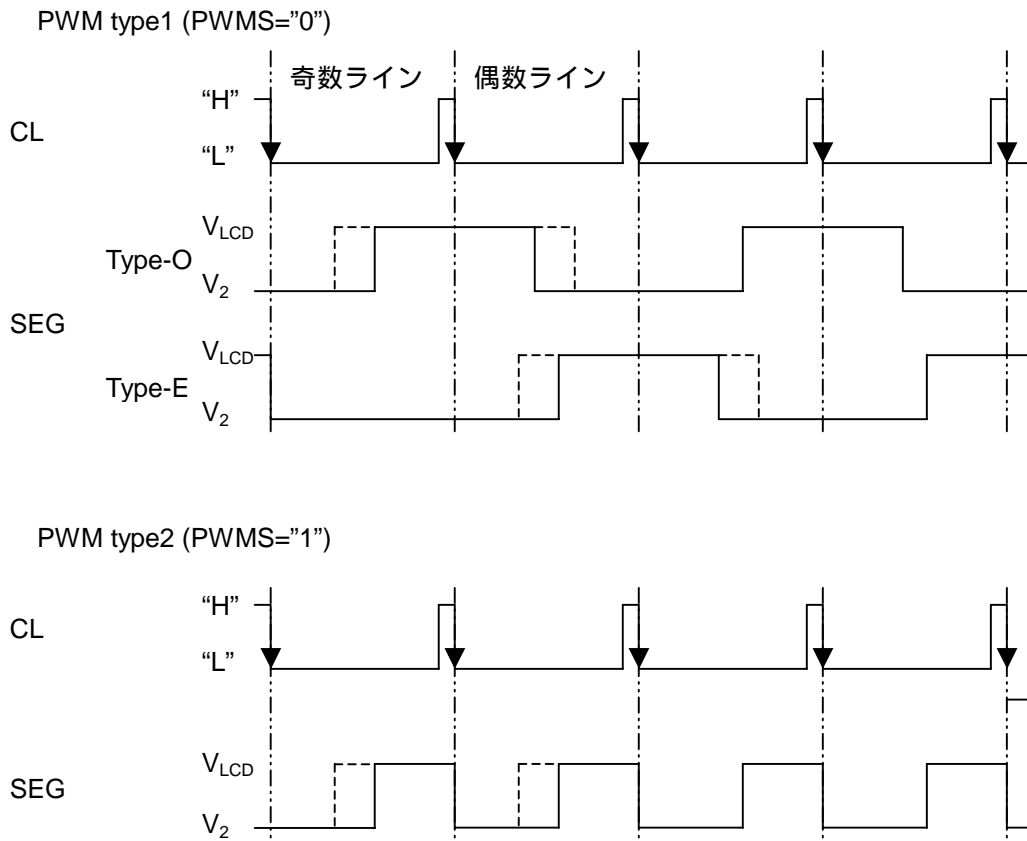 PWM type1 (PWMS=”0”)
奇数ライン 偶数ライン
“H”
CL
“L”
VLCD
Type-O
V2
SEG
VLCD
Type-E
V2
PWM type2 (PWMS=”1”)
“H”
CL
“L”
VLCD
SEG
V2